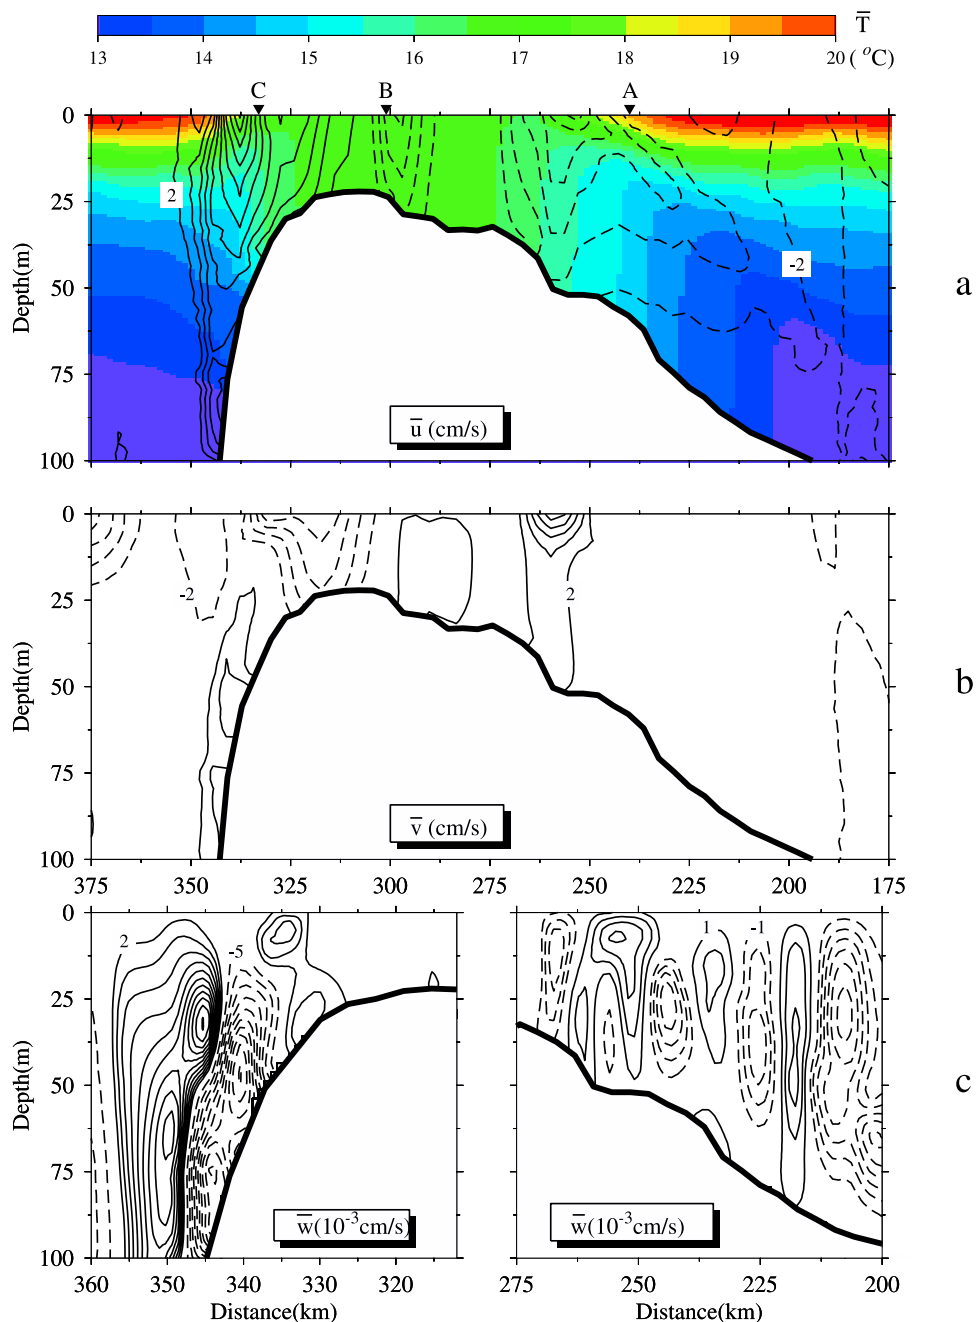 T̅
13 14 15 16 17 18 19 20 (°C)
C B A
0
25
50
75
100
Depth(m)
2
-2
u̅ (cm/s)
a
0
25
50
75
100
Depth(m)
-2
2
v̅ (cm/s)
b
375 350 325 300 275 250 225 200 175
0
25
50
75
100
Depth(m)
2
-5
w̅(10⁻³cm/s)
360 350 340 330 320
Distance(km)
1
-1
w̅(10⁻³cm/s)
c
275 250 225 200
Distance(km)